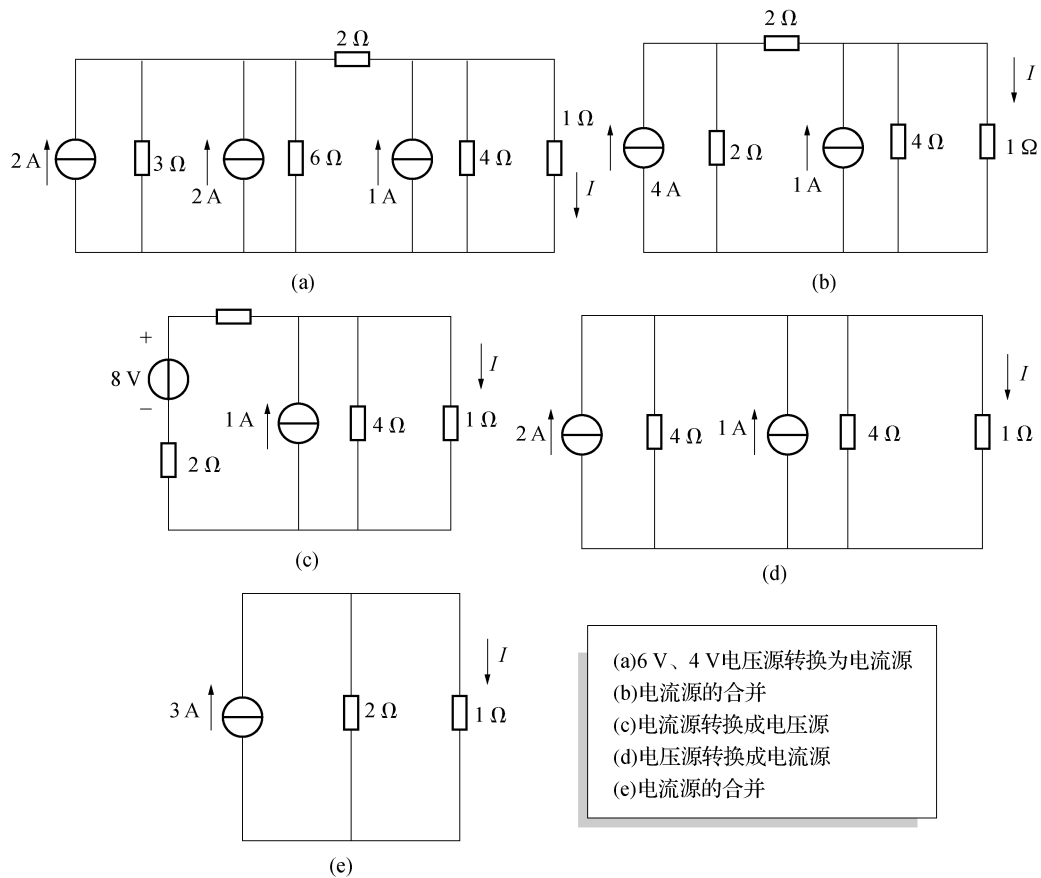 2 Ω
2 A
3 Ω
2 A
6 Ω
1 A
4 Ω
1 Ω
I
(a)
2 Ω
4 A
2 Ω
1 A
4 Ω
1 Ω
I
(b)
+
8 V
−
2 Ω
1 A
4 Ω
1 Ω
I
(c)
2 A
4 Ω
1 A
4 Ω
1 Ω
I
(d)
3 A
2 Ω
1 Ω
I
(e)
(a)6 V、4 V电压源转换为电流源
(b)电流源的合并
(c)电流源转换成电压源
(d)电压源转换成电流源
(e)电流源的合并